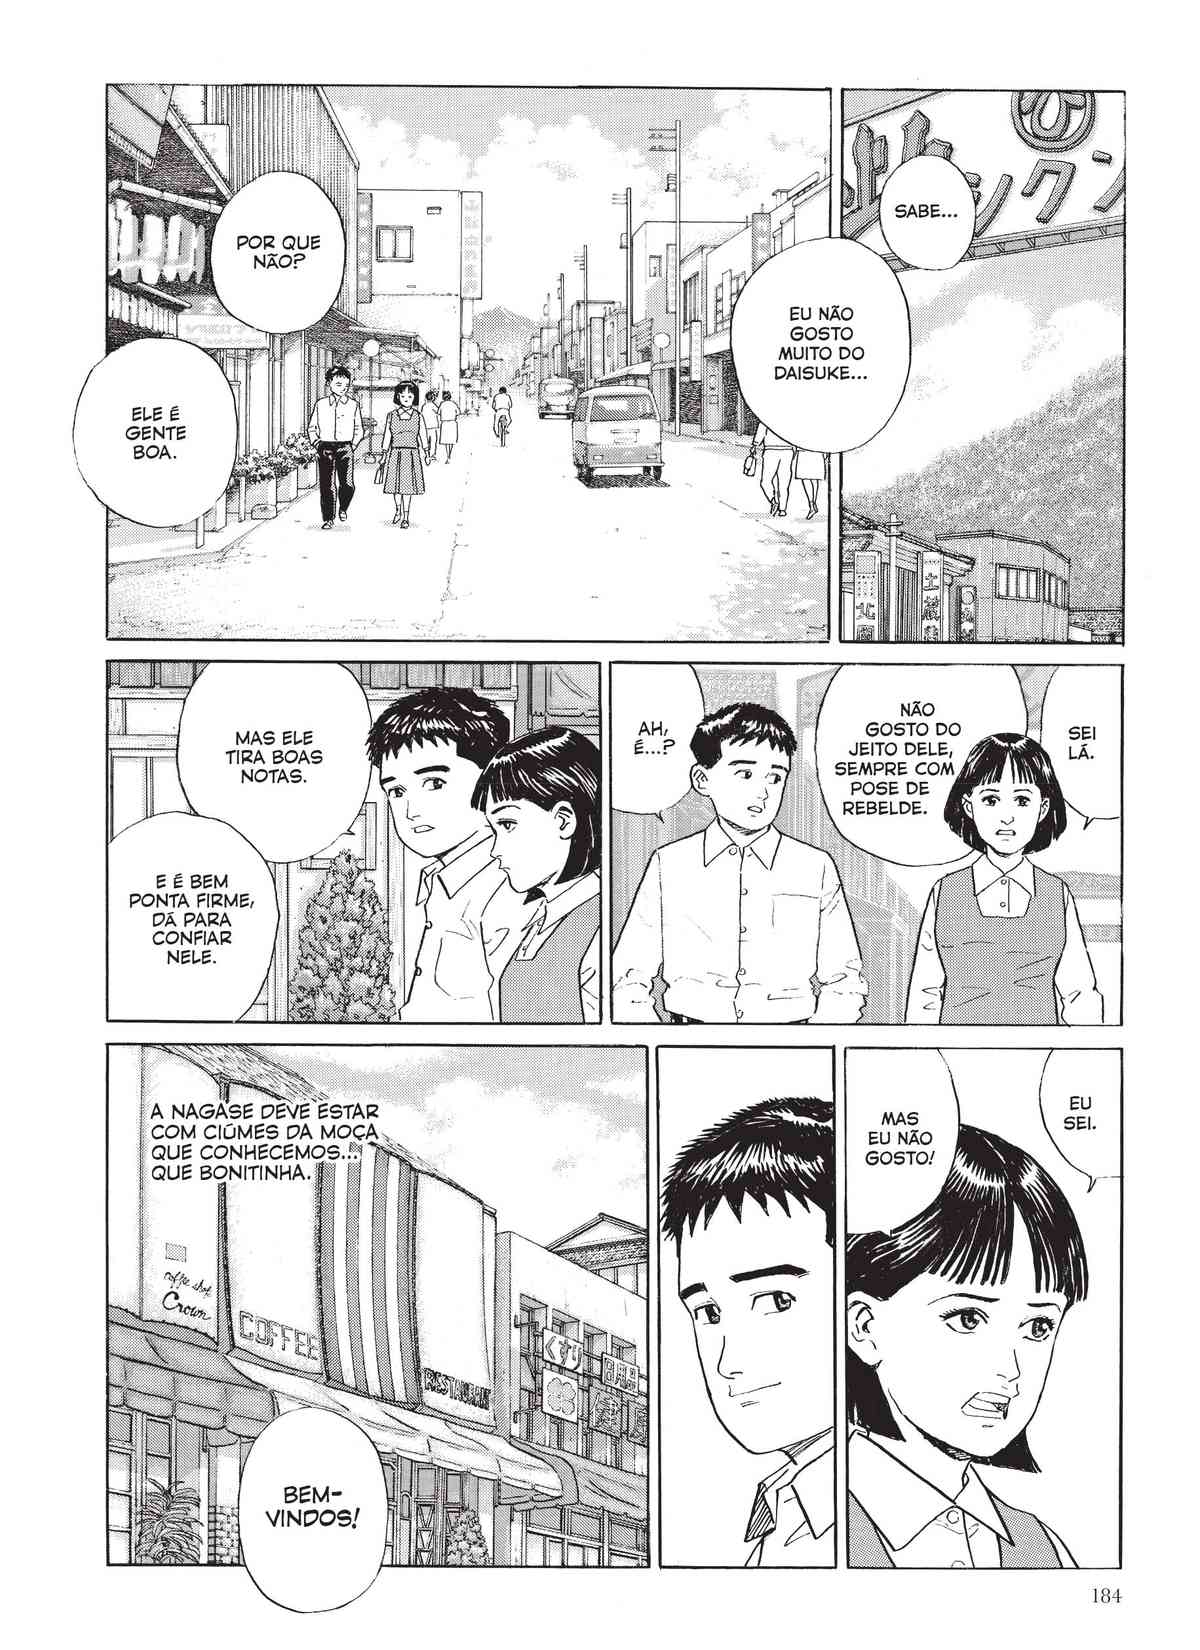 SABE...
EU NÃO
GOSTO
MUITO DO
DAISUKE...
POR QUE
NÃO?
ELE É
GENTE
BOA.
SEI
LÁ.
NÃO
GOSTO DO
JEITO DELE,
SEMPRE COM
POSE DE
REBELDE.
AH,
É...?
MAS ELE
TIRA BOAS
NOTAS.
E É BEM
PONTA FIRME,
DÁ PARA
CONFIAR
NELE.
EU
SEI.
MAS
EU NÃO
GOSTO!
A NAGASE DEVE ESTAR
COM CIÚMES DA MOÇA
QUE CONHECEMOS...
QUE BONITINHA.
coffee shop
Crown
COFFEE
RESTAURANT
くすり
BEM-
VINDOS!
184